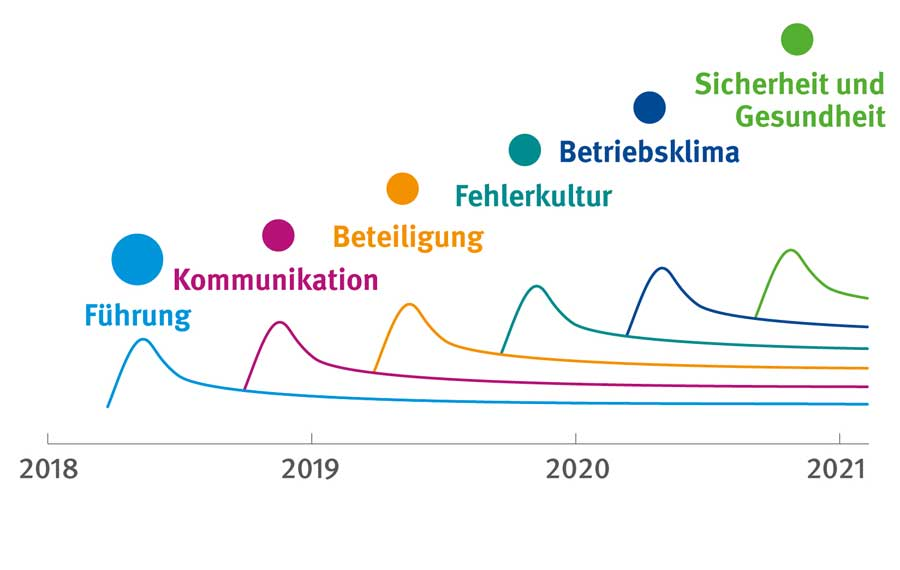 Sicherheit und
Gesundheit
Betriebsklima
Fehlerkultur
Beteiligung
Kommunikation
Führung
2018 2019 2020 2021